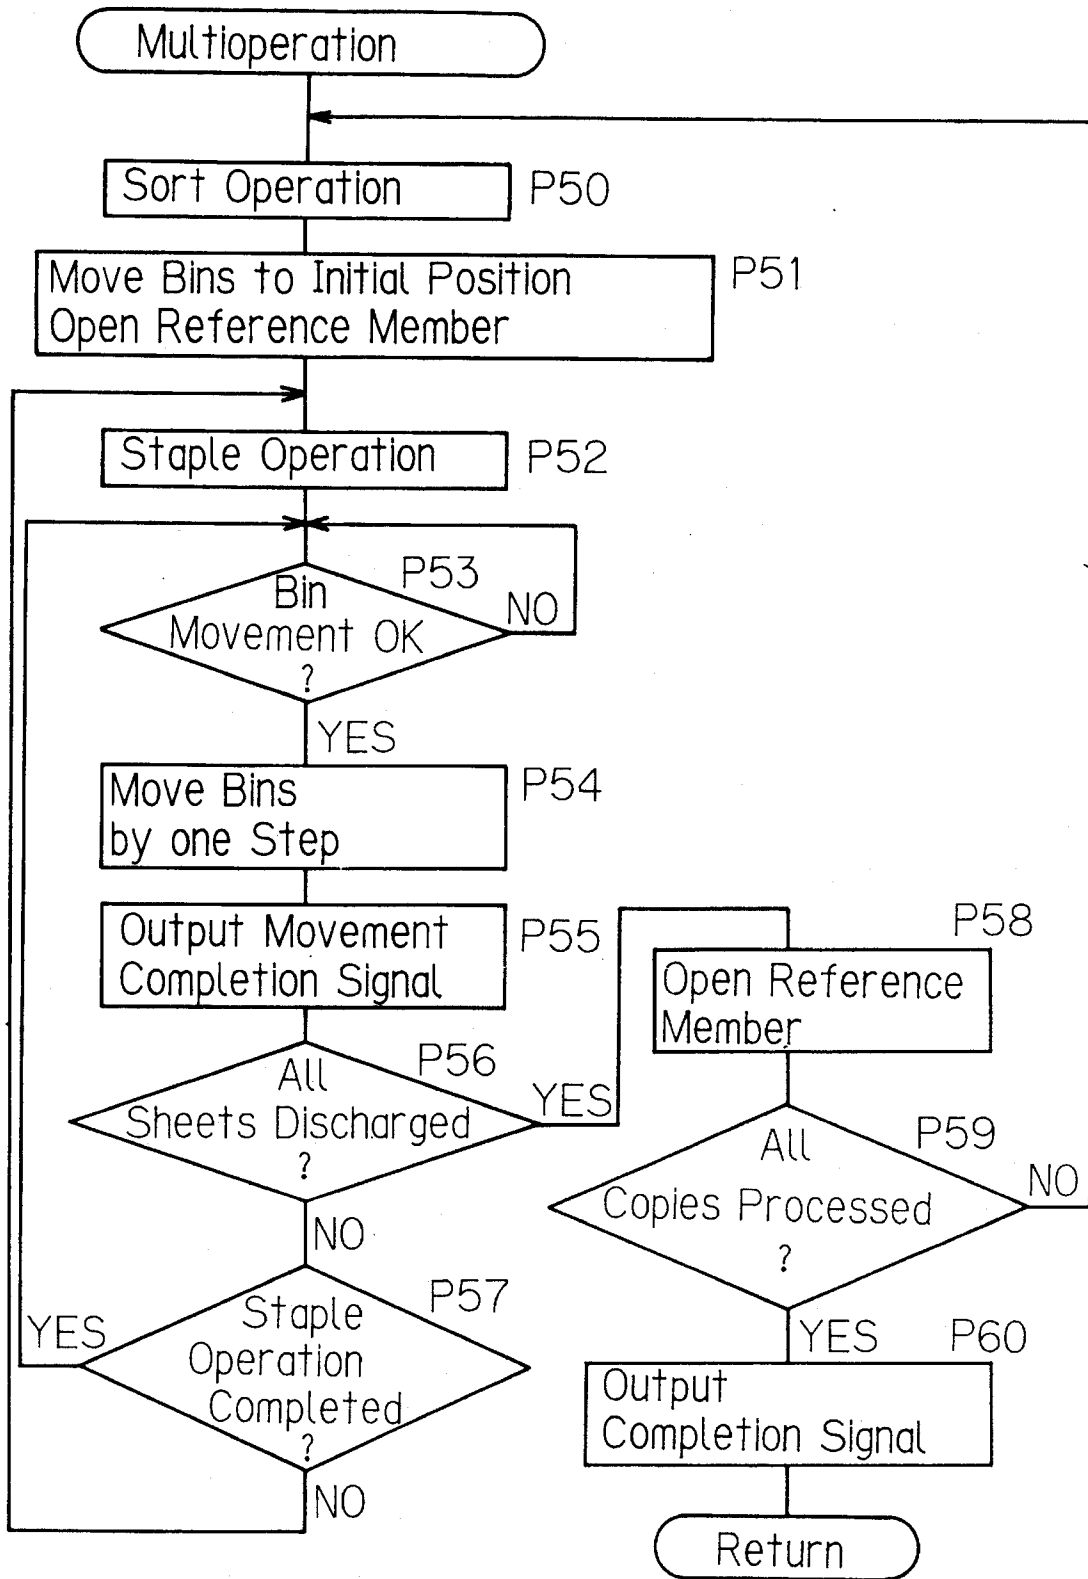 Multioperation
Sort Operation
P50
Move Bins to Initial Position
Open Reference Member
P51
Staple Operation
P52
P53
Bin
Movement OK
?
NO
YES
Move Bins
by one Step
P54
Output Movement
Completion Signal
P55
P56
All
Sheets Discharged
?
YES
NO
P57
Staple
Operation
Completed
?
YES
NO
P58
Open Reference
Member
P59
All
Copies Processed
?
NO
YES
P60
Output
Completion Signal
Return